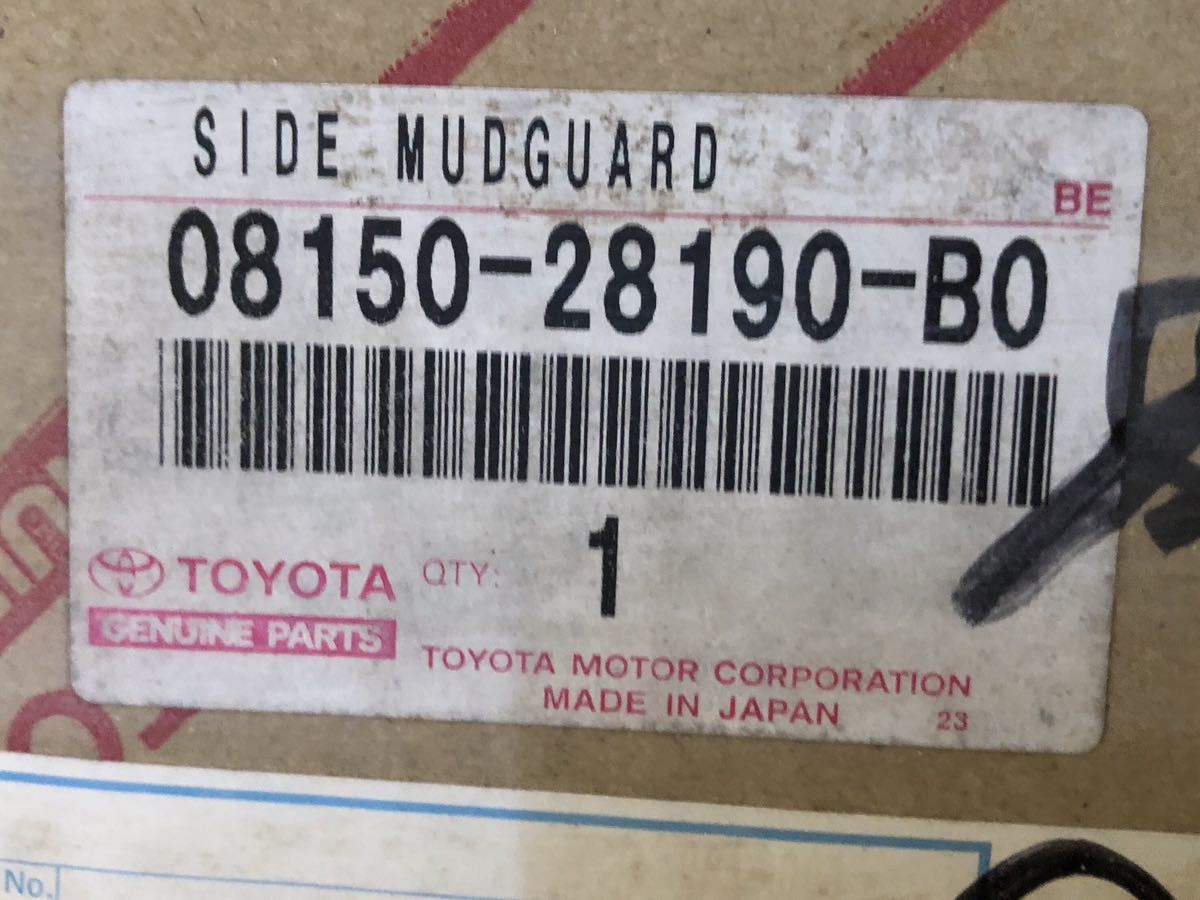 SIDE MUDGUARD
BE
08150-28190-B0
TOYOTA
GENUINE PARTS
QTY: 1
TOYOTA MOTOR CORPORATION
MADE IN JAPAN 23
No.